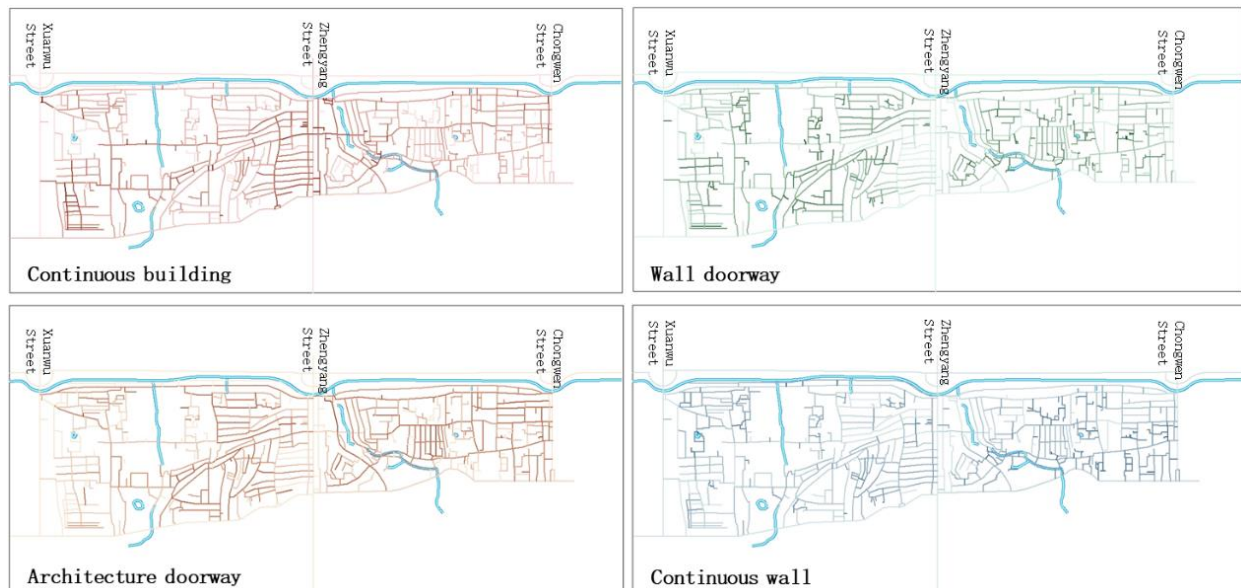 Xuanwu
Street
Zhengyang
Street
Chongwen
Street
Continuous building
Xuanwu
Street
Zhengyang
Street
Chongwen
Street
Wall doorway
Xuanwu
Street
Zhengyang
Street
Chongwen
Street
Architecture doorway
Xuanwu
Street
Zhengyang
Street
Chongwen
Street
Continuous wall